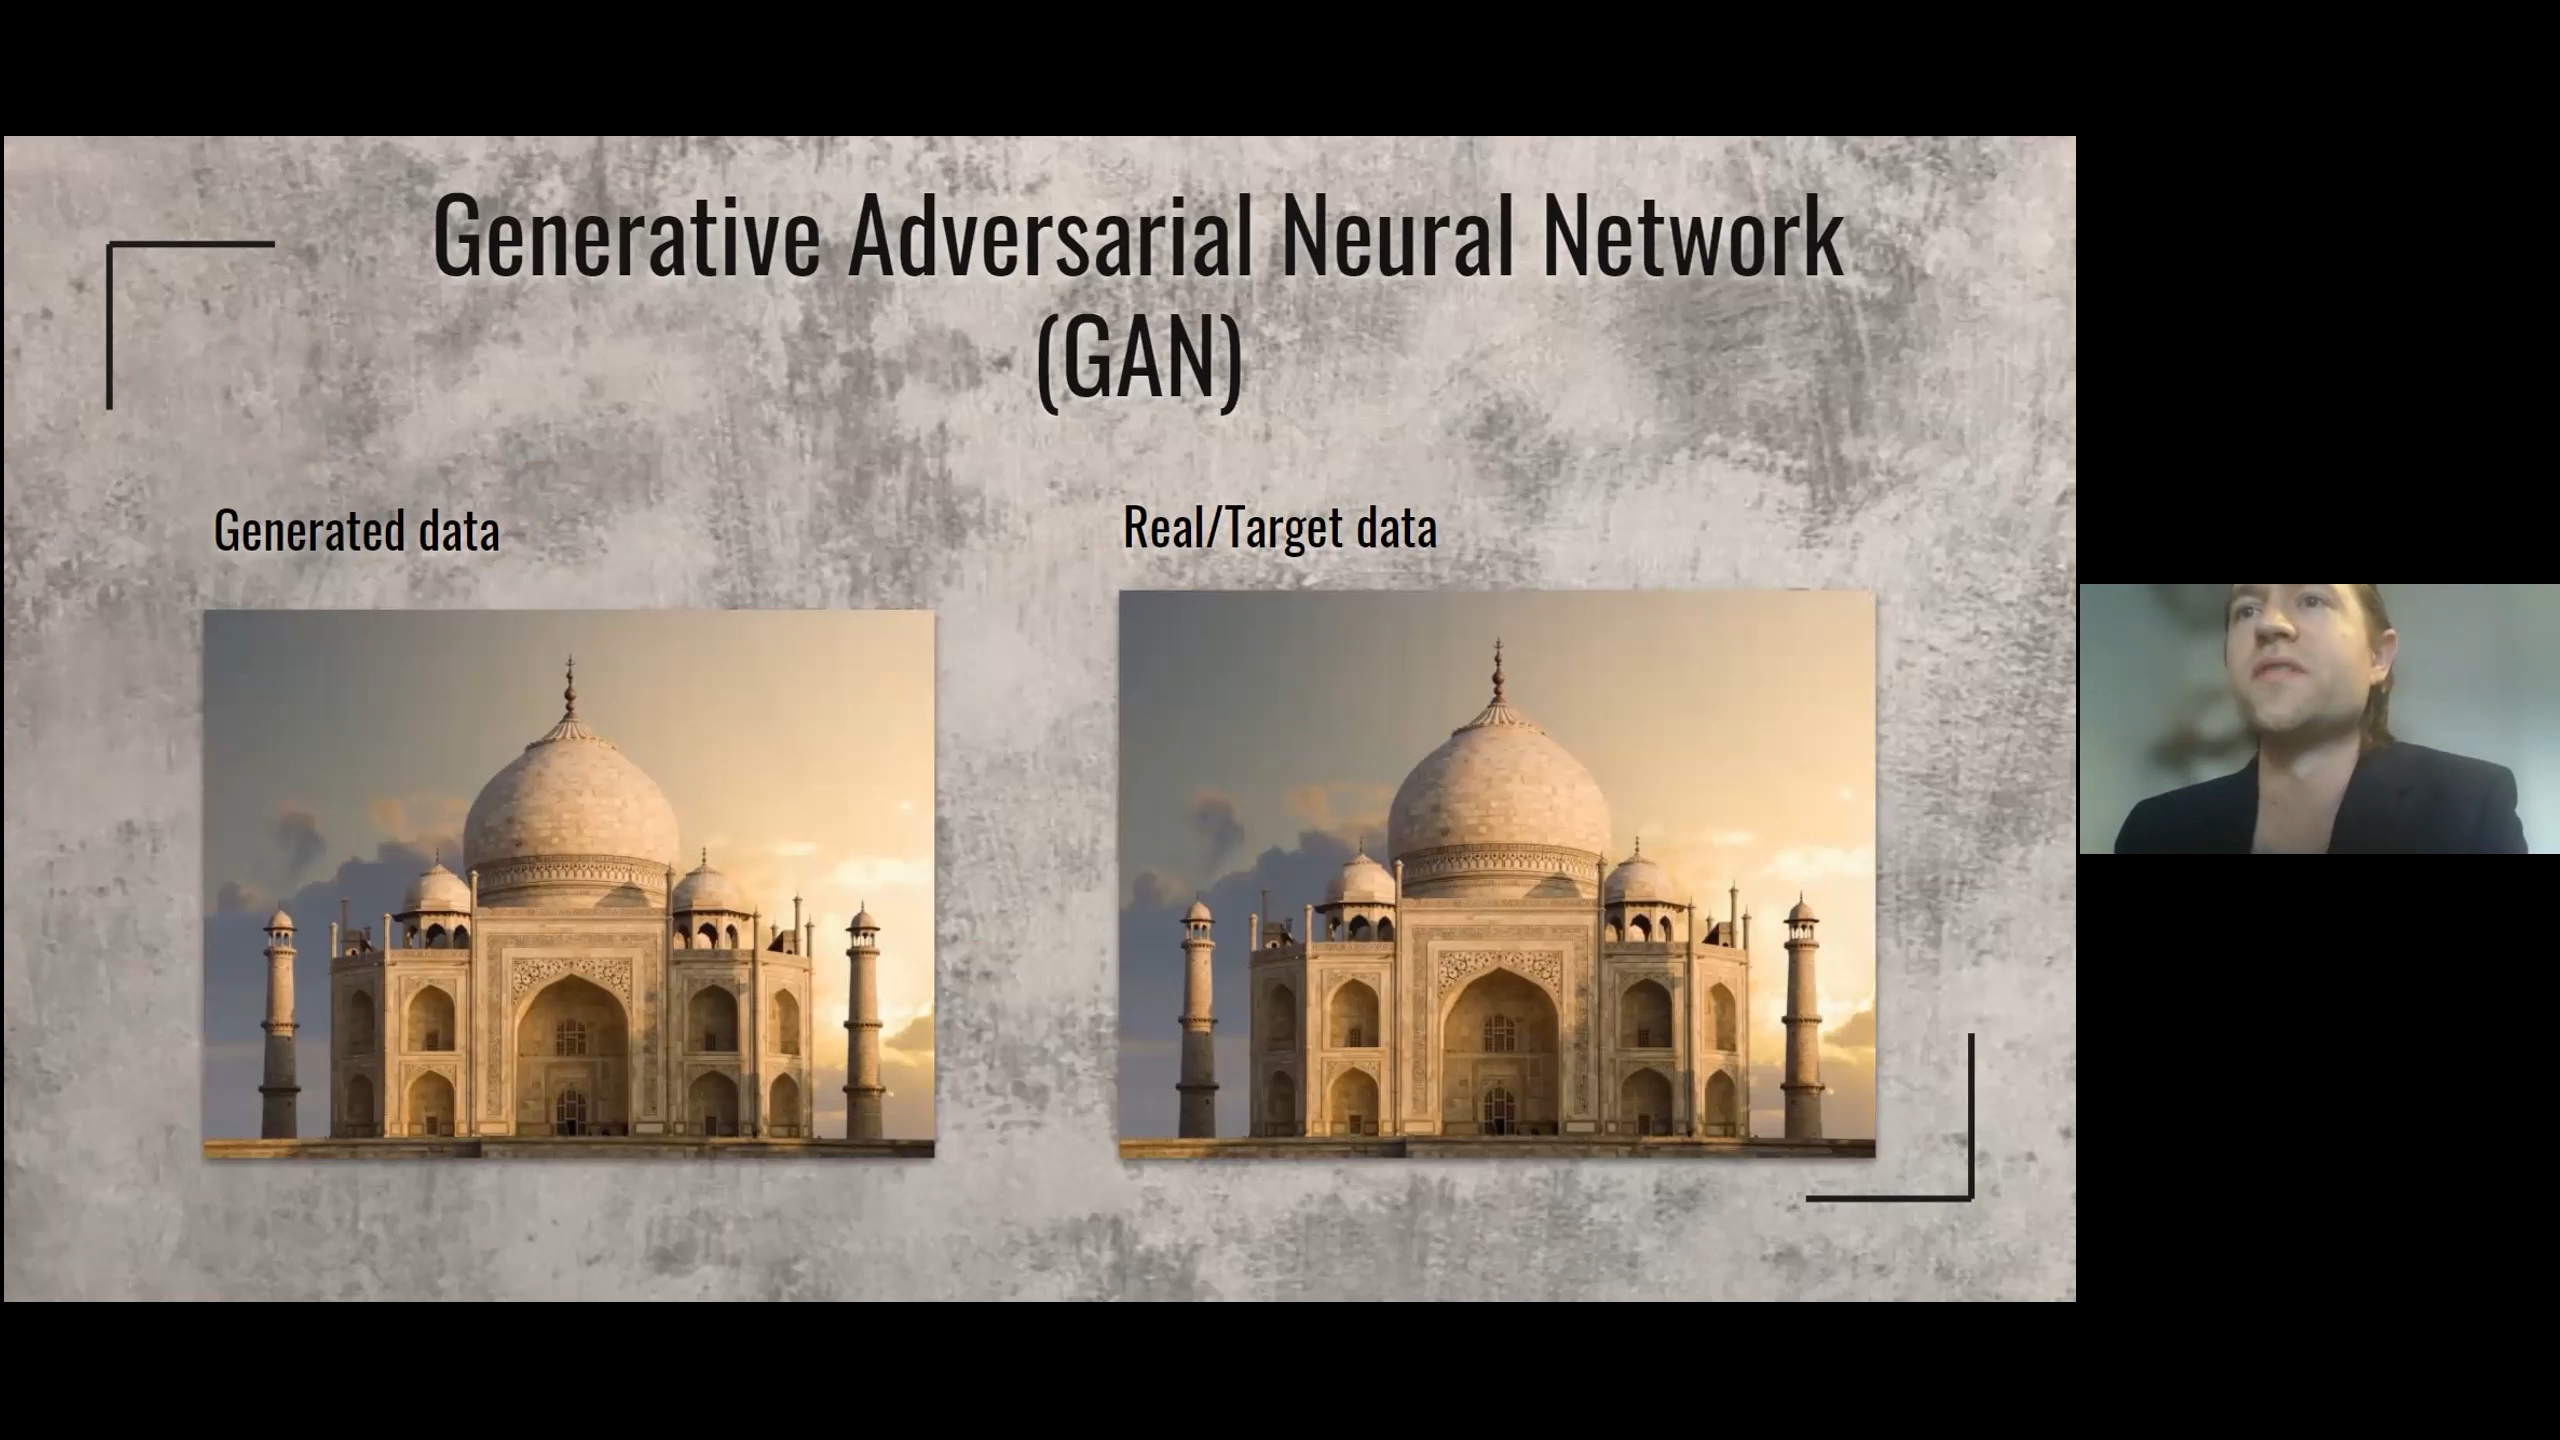 Generative Adversarial Neural Network
(GAN)
Generated data
Real/Target data